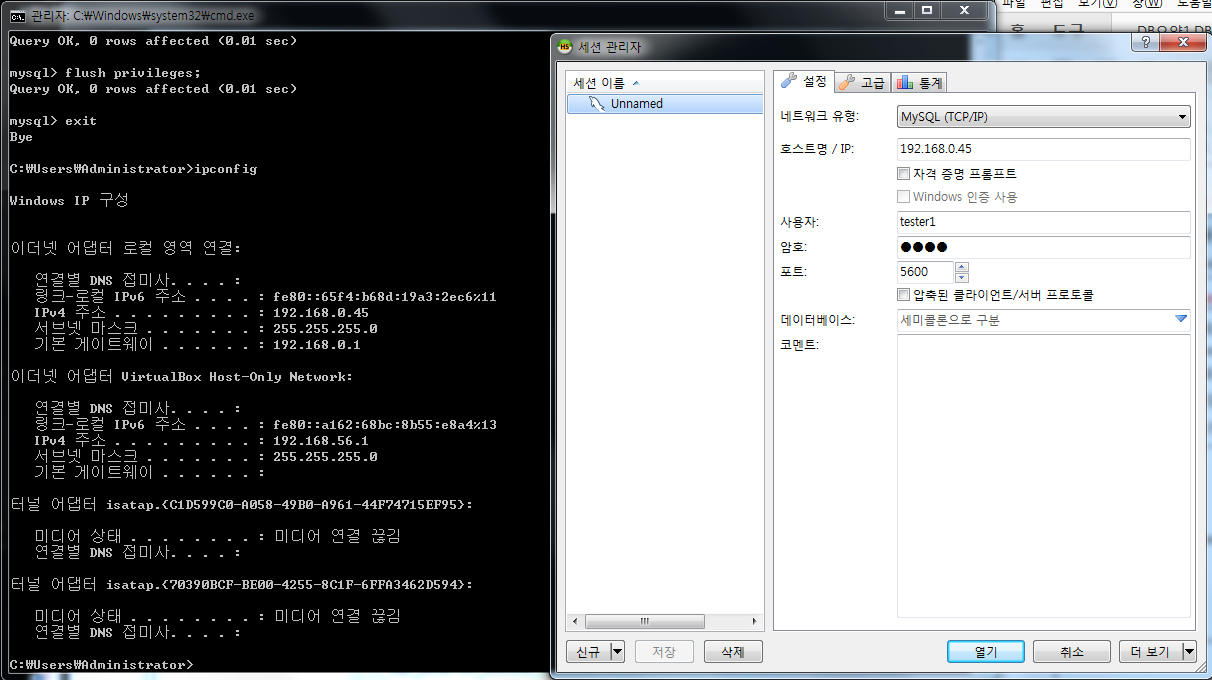 관리자: C:\Windows\system32\cmd.exe
Query OK, 0 rows affected (0.01 sec)
mysql> flush privileges;
Query OK, 0 rows affected (0.01 sec)
mysql> exit
Bye
C:₩Users₩Administrator>ipconfig
Windows IP 구성
이더넷 어댑터 로컬 영역 연결:
연결별 DNS 접미사. . . . :
링크-로컬 IPv6 주소 . . . . : fe80::65f4:b68d:19a3:2ec6%11
IPv4 주소 . . . . . . . . . : 192.168.0.45
서브넷 마스크 . . . . . . . : 255.255.255.0
기본 게이트웨이 . . . . . . : 192.168.0.1
이더넷 어댑터 VirtualBox Host-Only Network:
연결별 DNS 접미사. . . . :
링크-로컬 IPv6 주소 . . . . : fe80::a162:68bc:8b55:e8a4%13
IPv4 주소 . . . . . . . . . : 192.168.56.1
서브넷 마스크 . . . . . . . : 255.255.255.0
기본 게이트웨이 . . . . . . :
터널 어댑터 isatap.{C1D599C0-A058-49B0-A961-44F74715EF95}:
미디어 상태 . . . . . . . . : 미디어 연결 끊김
연결별 DNS 접미사. . . . :
터널 어댑터 isatap.{70390BCF-BE00-4255-8C1F-6FFA3462D594}:
미디어 상태 . . . . . . . . : 미디어 연결 끊김
연결별 DNS 접미사. . . . :
C:₩Users₩Administrator>
파일 편집 보기(V) 창(W) 도움말
홈 도구
세션 관리자
세션 이름
Unnamed
설정 고급 통계
네트워크 유형: MySQL (TCP/IP)
호스트명 / IP: 192.168.0.45
자격 증명 프롬프트
Windows 인증 사용
사용자: tester1
암호: ●●●●
포트: 5600
압축된 클라이언트/서버 프로토콜
데이터베이스: 세미콜론으로 구분
코멘트:
신규 저장 삭제 열기 취소 더 보기